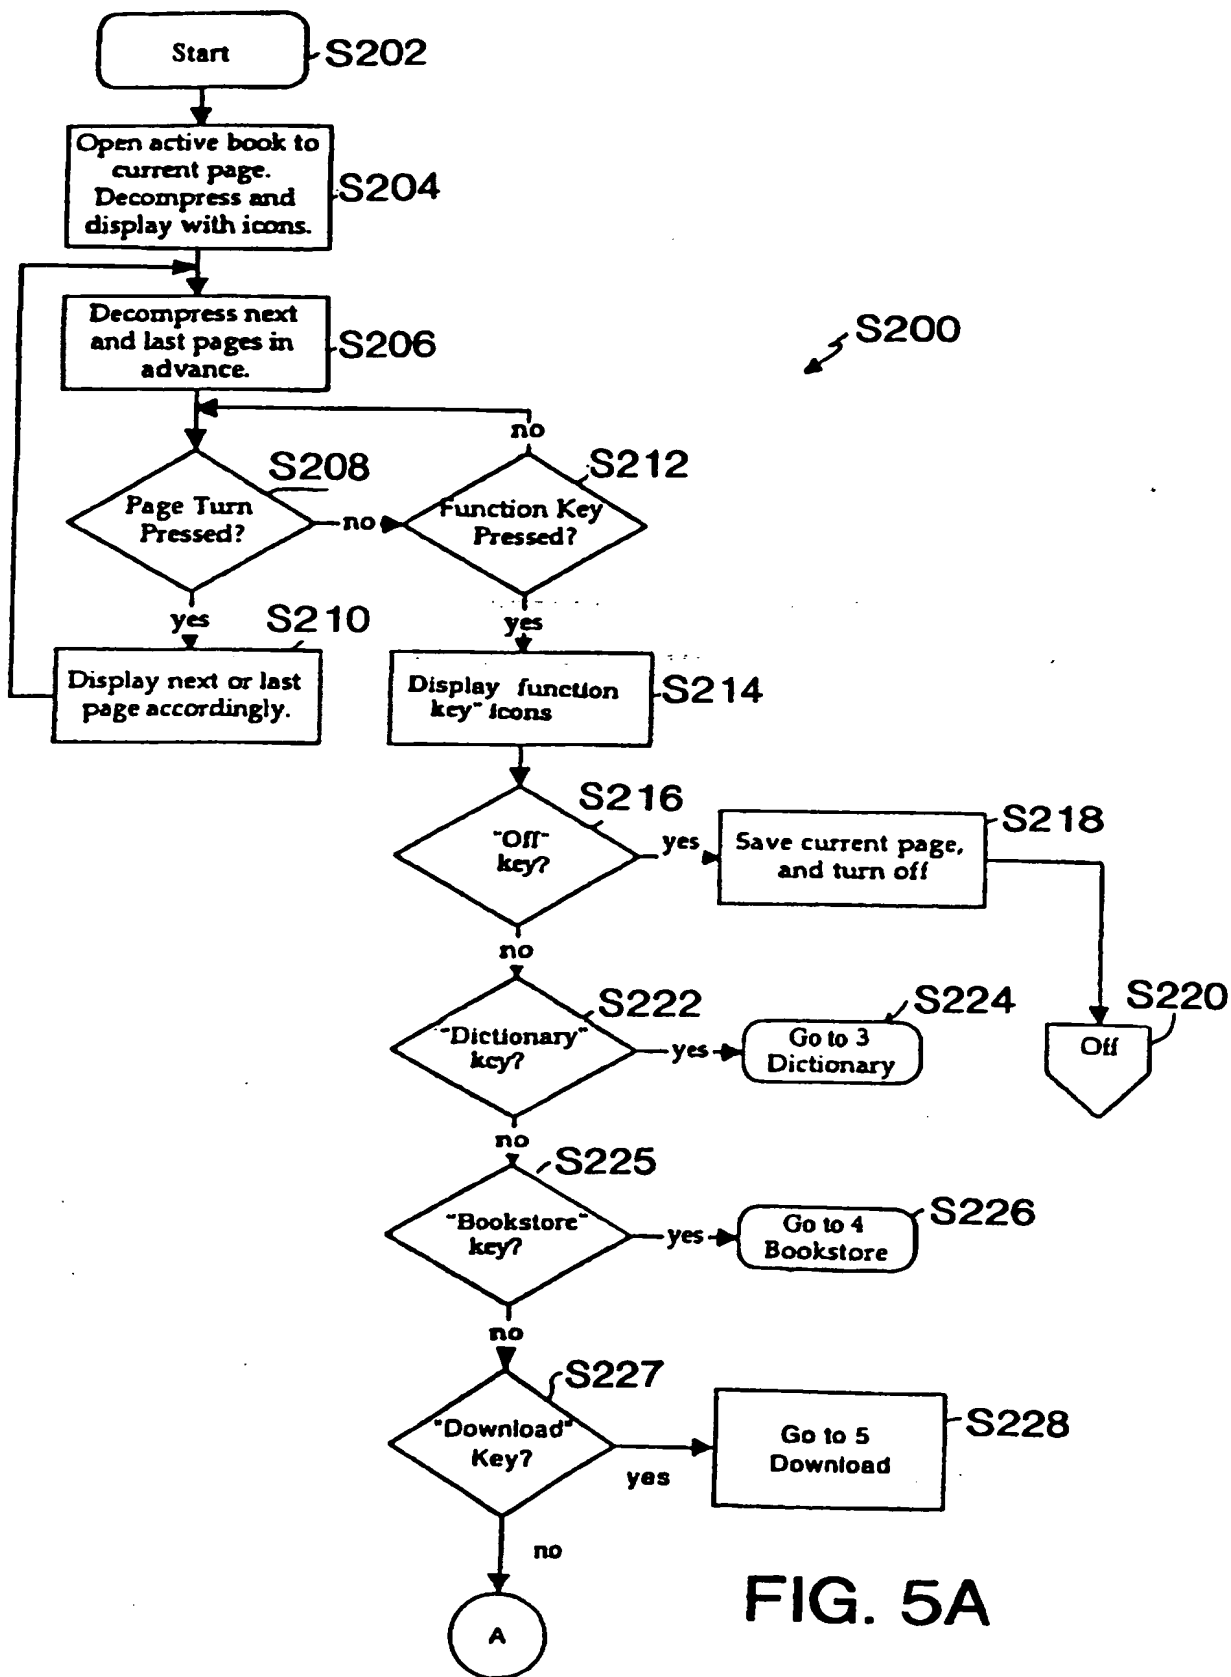 Start
S202
Open active book to
current page.
Decompress and
display with icons.
S204
Decompress next
and last pages in
advance.
S206
S200
no
S208
S212
Page Turn
Pressed?
no
Function Key
Pressed?
yes
S210
yes
Display next or last
page accordingly.
Display function
key" icons
S214
S216
"Off"
key?
yes
Save current page,
and turn off
S218
no
S222
"Dictionary"
key?
yes
Go to 3
Dictionary
S224
S220
Off
no
S225
"Bookstore"
key?
yes
Go to 4
Bookstore
S226
no
S227
"Download"
Key?
yes
Go to 5
Download
S228
no
A
FIG. 5A